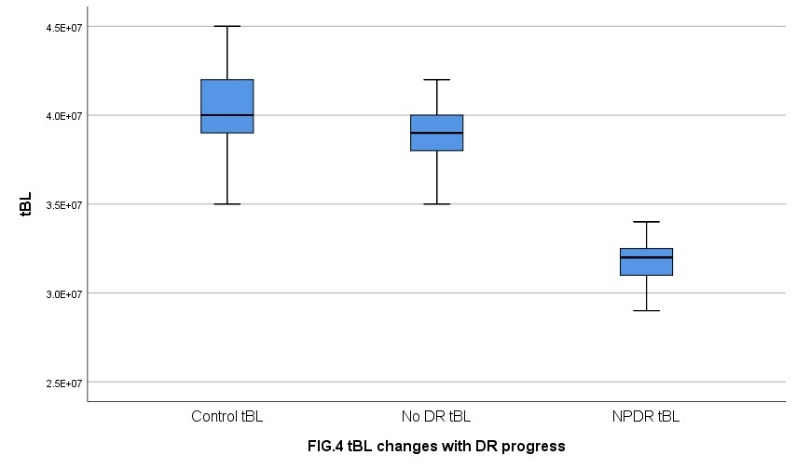 4.5E+07
4.0E+07
3.5E+07
3.0E+07
2.5E+07
tBL
Control tBL
No DR tBL
NPDR tBL
FIG.4 tBL changes with DR progress